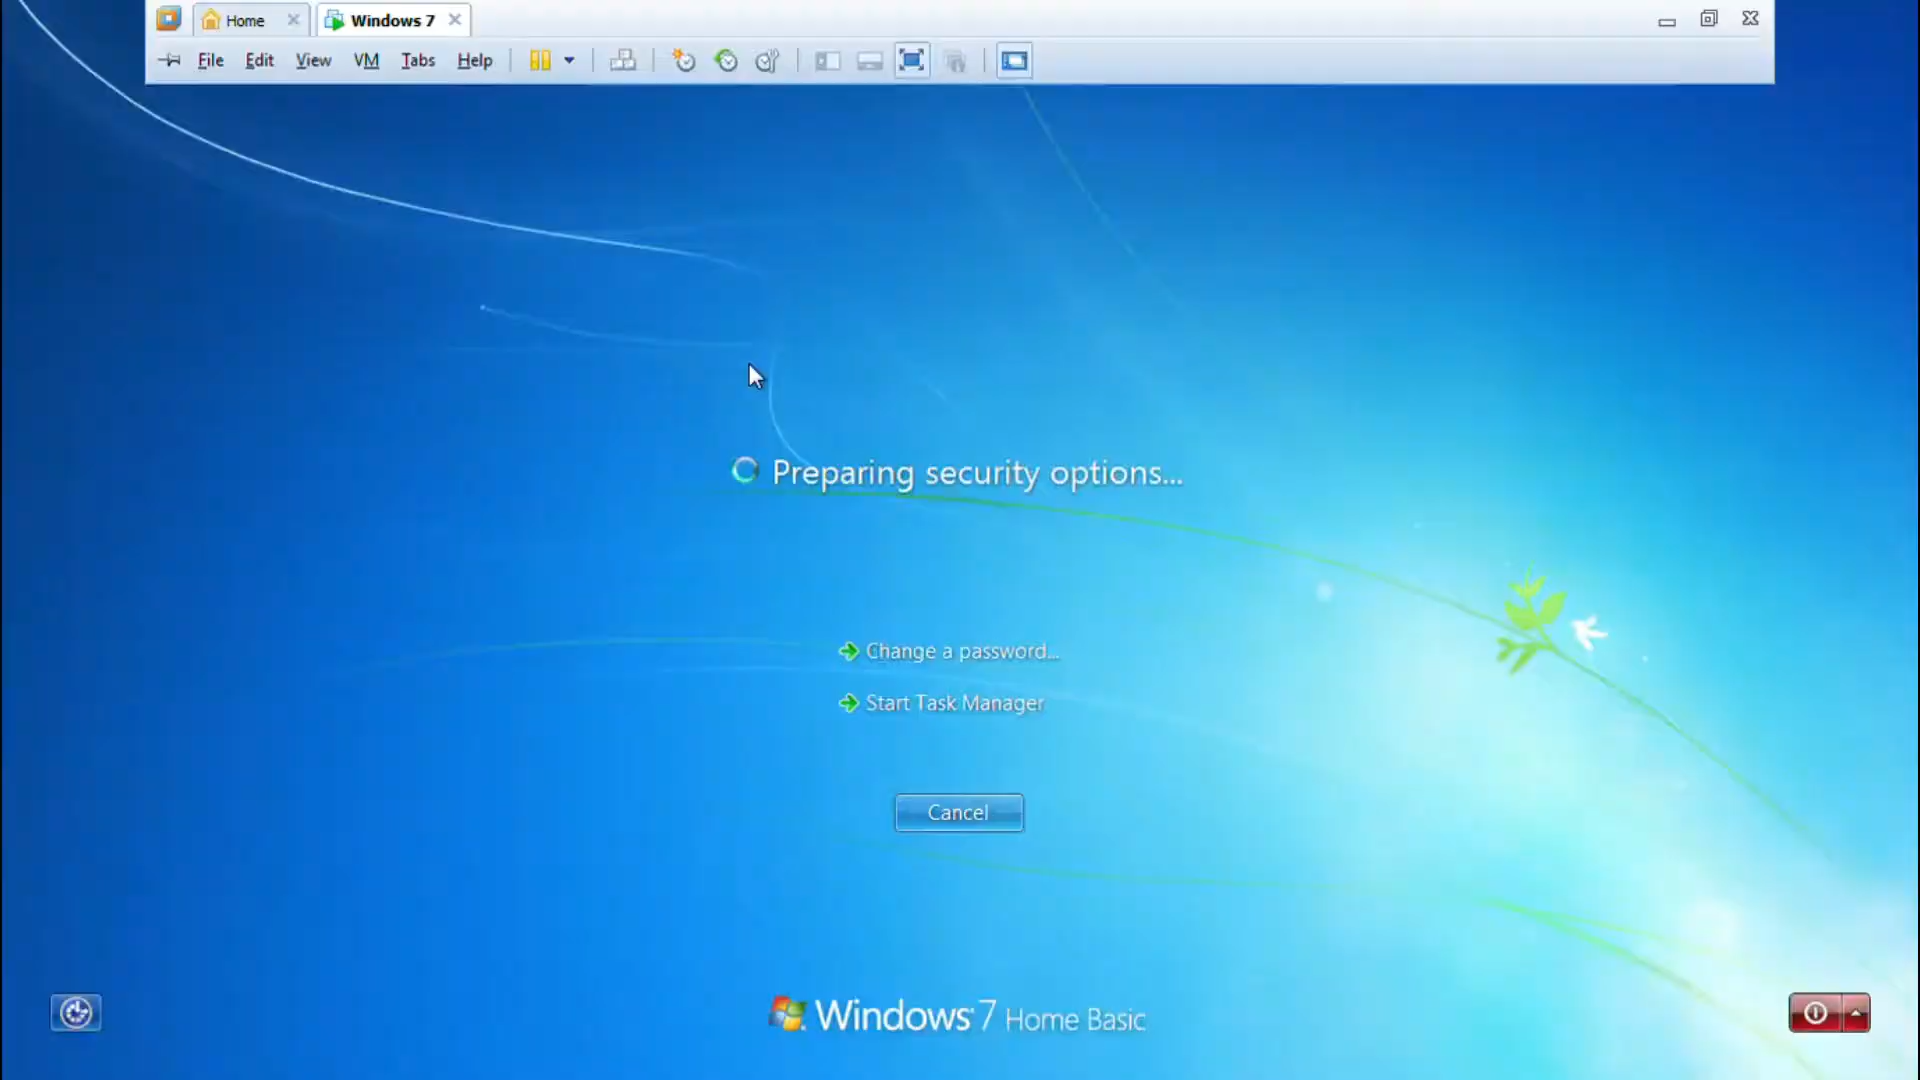 Home
Windows 7
File Edit View VM Tabs Help
Preparing security options...
Change a password...
Start Task Manager
Cancel
Windows 7 Home Basic